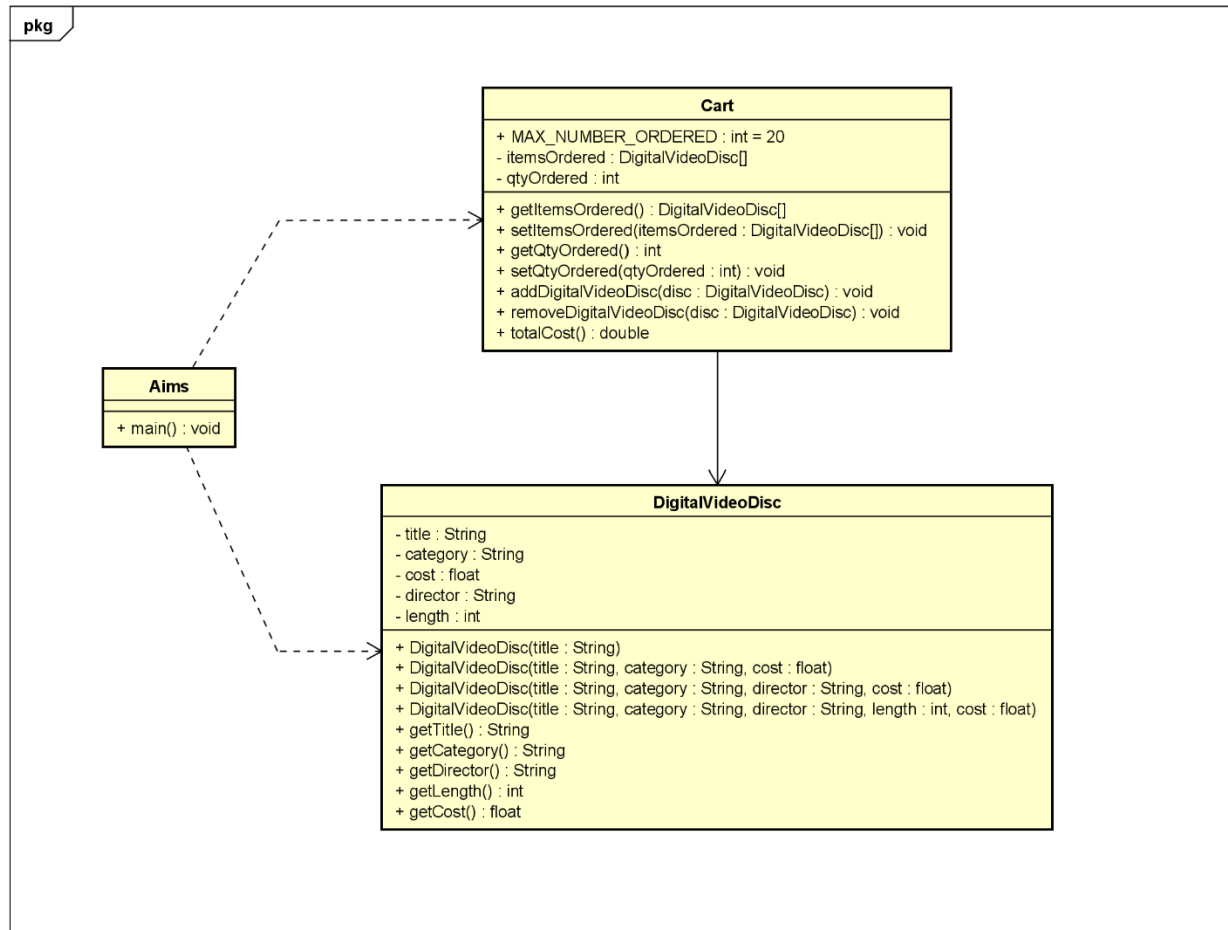 pkg
Cart
+ MAX_NUMBER_ORDERED : int = 20
- itemsOrdered : DigitalVideoDisc[]
- qtyOrdered : int
+ getItemsOrdered() : DigitalVideoDisc[]
+ setItemsOrdered(itemsOrdered : DigitalVideoDisc[]) : void
+ getQtyOrdered() : int
+ setQtyOrdered(qtyOrdered : int) : void
+ addDigitalVideoDisc(disc : DigitalVideoDisc) : void
+ removeDigitalVideoDisc(disc : DigitalVideoDisc) : void
+ totalCost() : double
Aims
+ main() : void
DigitalVideoDisc
- title : String
- category : String
- cost : float
- director : String
- length : int
+ DigitalVideoDisc(title : String)
+ DigitalVideoDisc(title : String, category : String, cost : float)
+ DigitalVideoDisc(title : String, category : String, director : String, cost : float)
+ DigitalVideoDisc(title : String, category : String, director : String, length : int, cost : float)
+ getTitle() : String
+ getCategory() : String
+ getDirector() : String
+ getLength() : int
+ getCost() : float